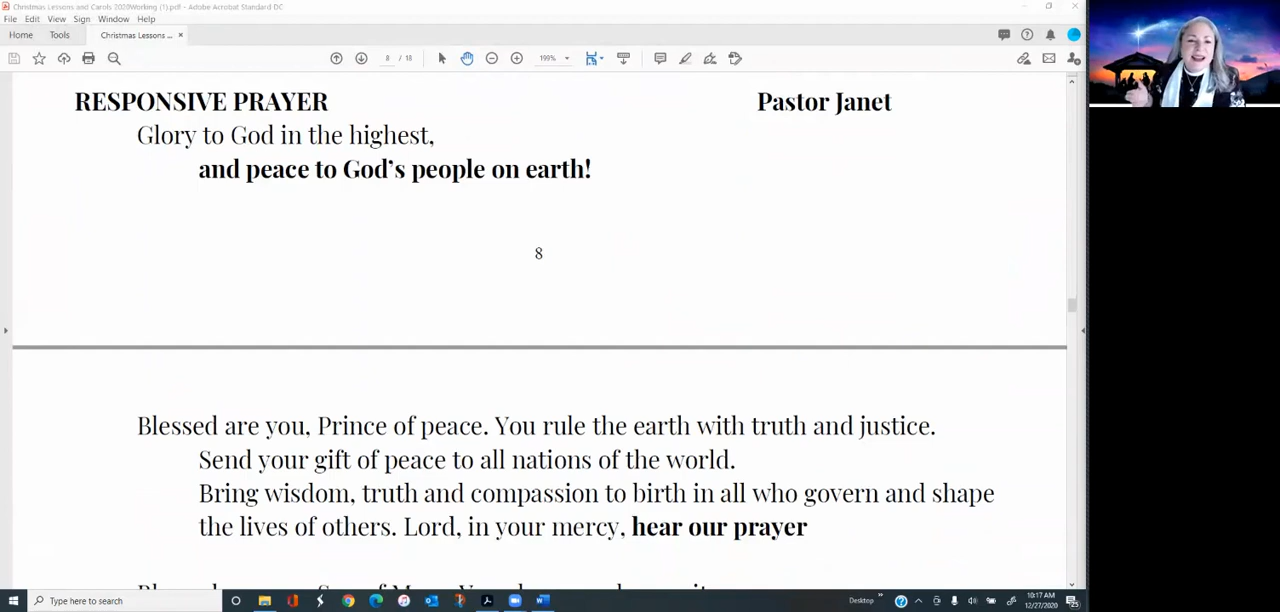 Christmas Lessons and Carols 2020Working (1).pdf - Adobe Acrobat Standard DC
File Edit View Sign Window Help
Home Tools Christmas Lessons ... ×
8 / 18 199%
RESPONSIVE PRAYER Pastor Janet
Glory to God in the highest,
and peace to God's people on earth!
8
Blessed are you, Prince of peace. You rule the earth with truth and justice.
Send your gift of peace to all nations of the world.
Bring wisdom, truth and compassion to birth in all who govern and shape
the lives of others. Lord, in your mercy, hear our prayer
Type here to search
Desktop
10:17 AM
12/27/2020